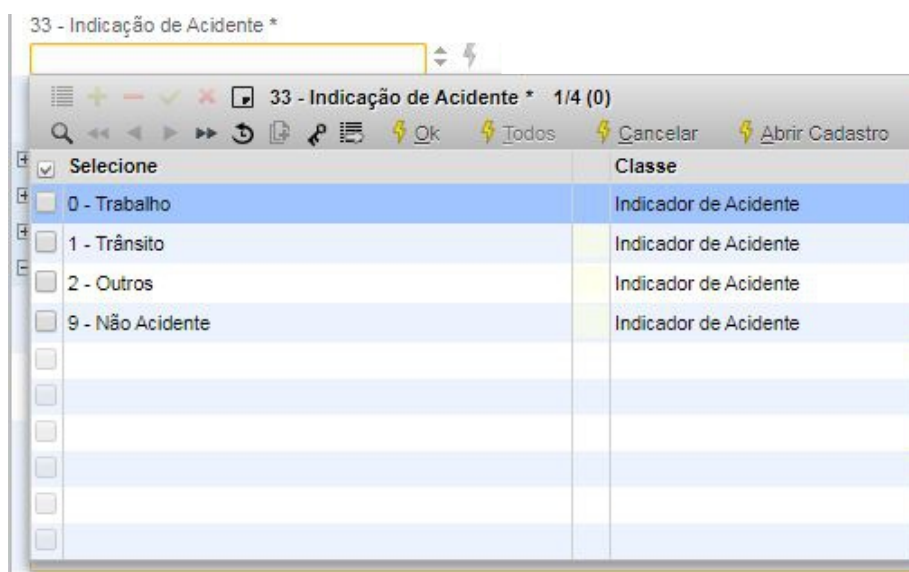 33 - Indicação de Acidente *
33 - Indicação de Acidente * 1/4 (0)
Ok Todos Cancelar Abrir Cadastro
Selecione Classe
0 - Trabalho Indicador de Acidente
1 - Trânsito Indicador de Acidente
2 - Outros Indicador de Acidente
9 - Não Acidente Indicador de Acidente